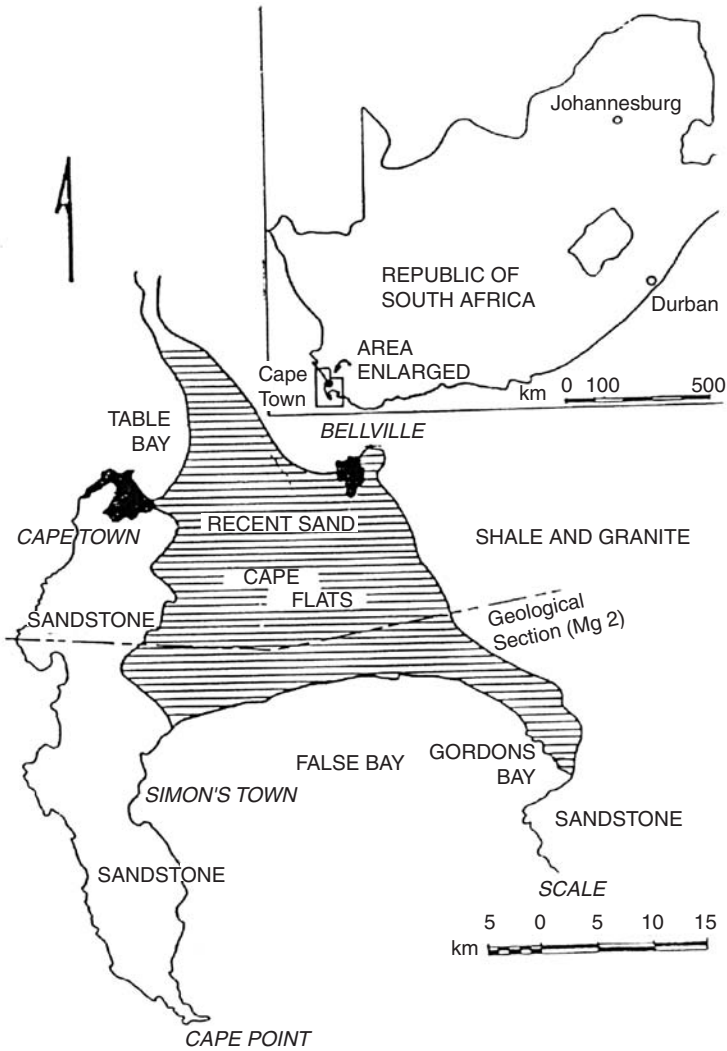 Johannesburg
REPUBLIC OF
SOUTH AFRICA
Durban
AREA
ENLARGED
Cape
Town
km 0 100 500
TABLE
BAY
BELLVILLE
CAPE TOWN
RECENT SAND
SHALE AND GRANITE
CAPE
FLATS
SANDSTONE
Geological
Section (Mg 2)
FALSE BAY
GORDONS
BAY
SIMON'S TOWN
SANDSTONE
SANDSTONE
SCALE
5 0 5 10 15
km
CAPE POINT